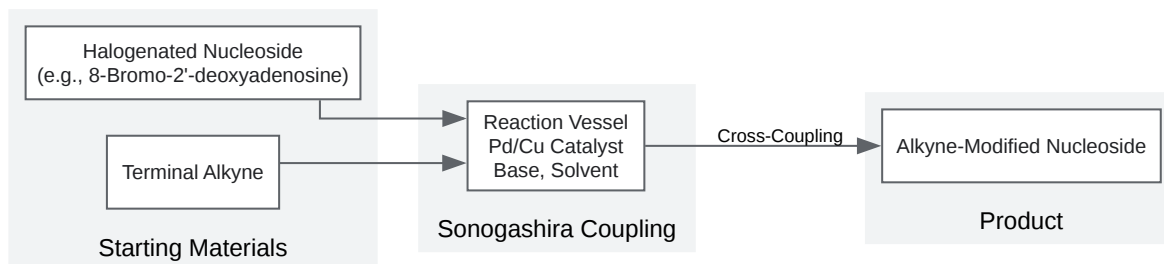 Halogenated Nucleoside
(e.g., 8-Bromo-2'-deoxyadenosine)
Terminal Alkyne
Starting Materials
Reaction Vessel
Pd/Cu Catalyst
Base, Solvent
Sonogashira Coupling
Cross-Coupling
Alkyne-Modified Nucleoside
Product